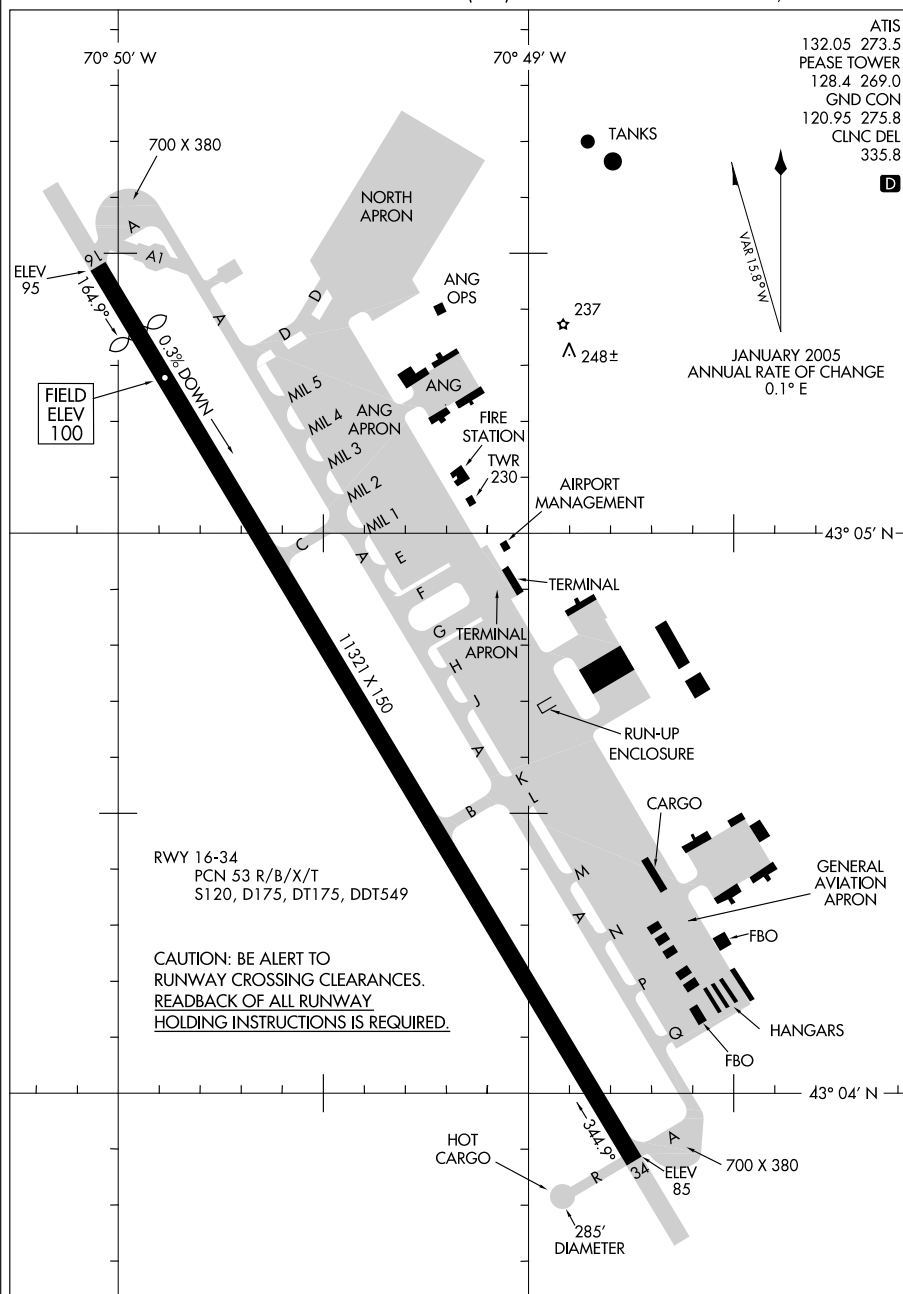 ATIS
132.05 273.5
PEASE TOWER
128.4 269.0
GND CON
120.95 275.8
CLNC DEL
335.8
D
70° 50' W
70° 49' W
700 X 380
TANKS
NORTH
APRON
VAR 15.8° W
JANUARY 2005
ANNUAL RATE OF CHANGE
0.1° E
A
A1
16
ELEV
95
164.9°
0.3% DOWN
FIELD
ELEV
100
A
D
D
ANG
OPS
237
248±
ANG
MIL 5
MIL 4
MIL 3
MIL 2
MIL 1
ANG
APRON
FIRE
STATION
TWR
230
AIRPORT
MANAGEMENT
43° 05' N
C
A
E
F
G
H
J
A
K
L
B
TERMINAL
TERMINAL
APRON
11321 X 150
RUN-UP
ENCLOSURE
CARGO
RWY 16-34
PCN 53 R/B/X/T
S120, D175, DT175, DDT549
M
A
N
P
Q
GENERAL
AVIATION
APRON
FBO
CAUTION: BE ALERT TO
RUNWAY CROSSING CLEARANCES.
READBACK OF ALL RUNWAY
HOLDING INSTRUCTIONS IS REQUIRED.
HANGARS
FBO
43° 04' N
344.9°
HOT
CARGO
A
R
34
ELEV
85
700 X 380
285'
DIAMETER